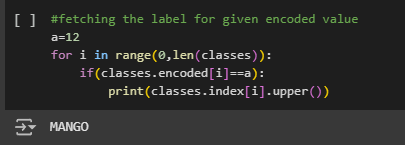 [ ] #fetching the label for given encoded value
a=12
for i in range(0,len(classes)):
    if(classes.encoded[i]==a):
        print(classes.index[i].upper())
MANGO